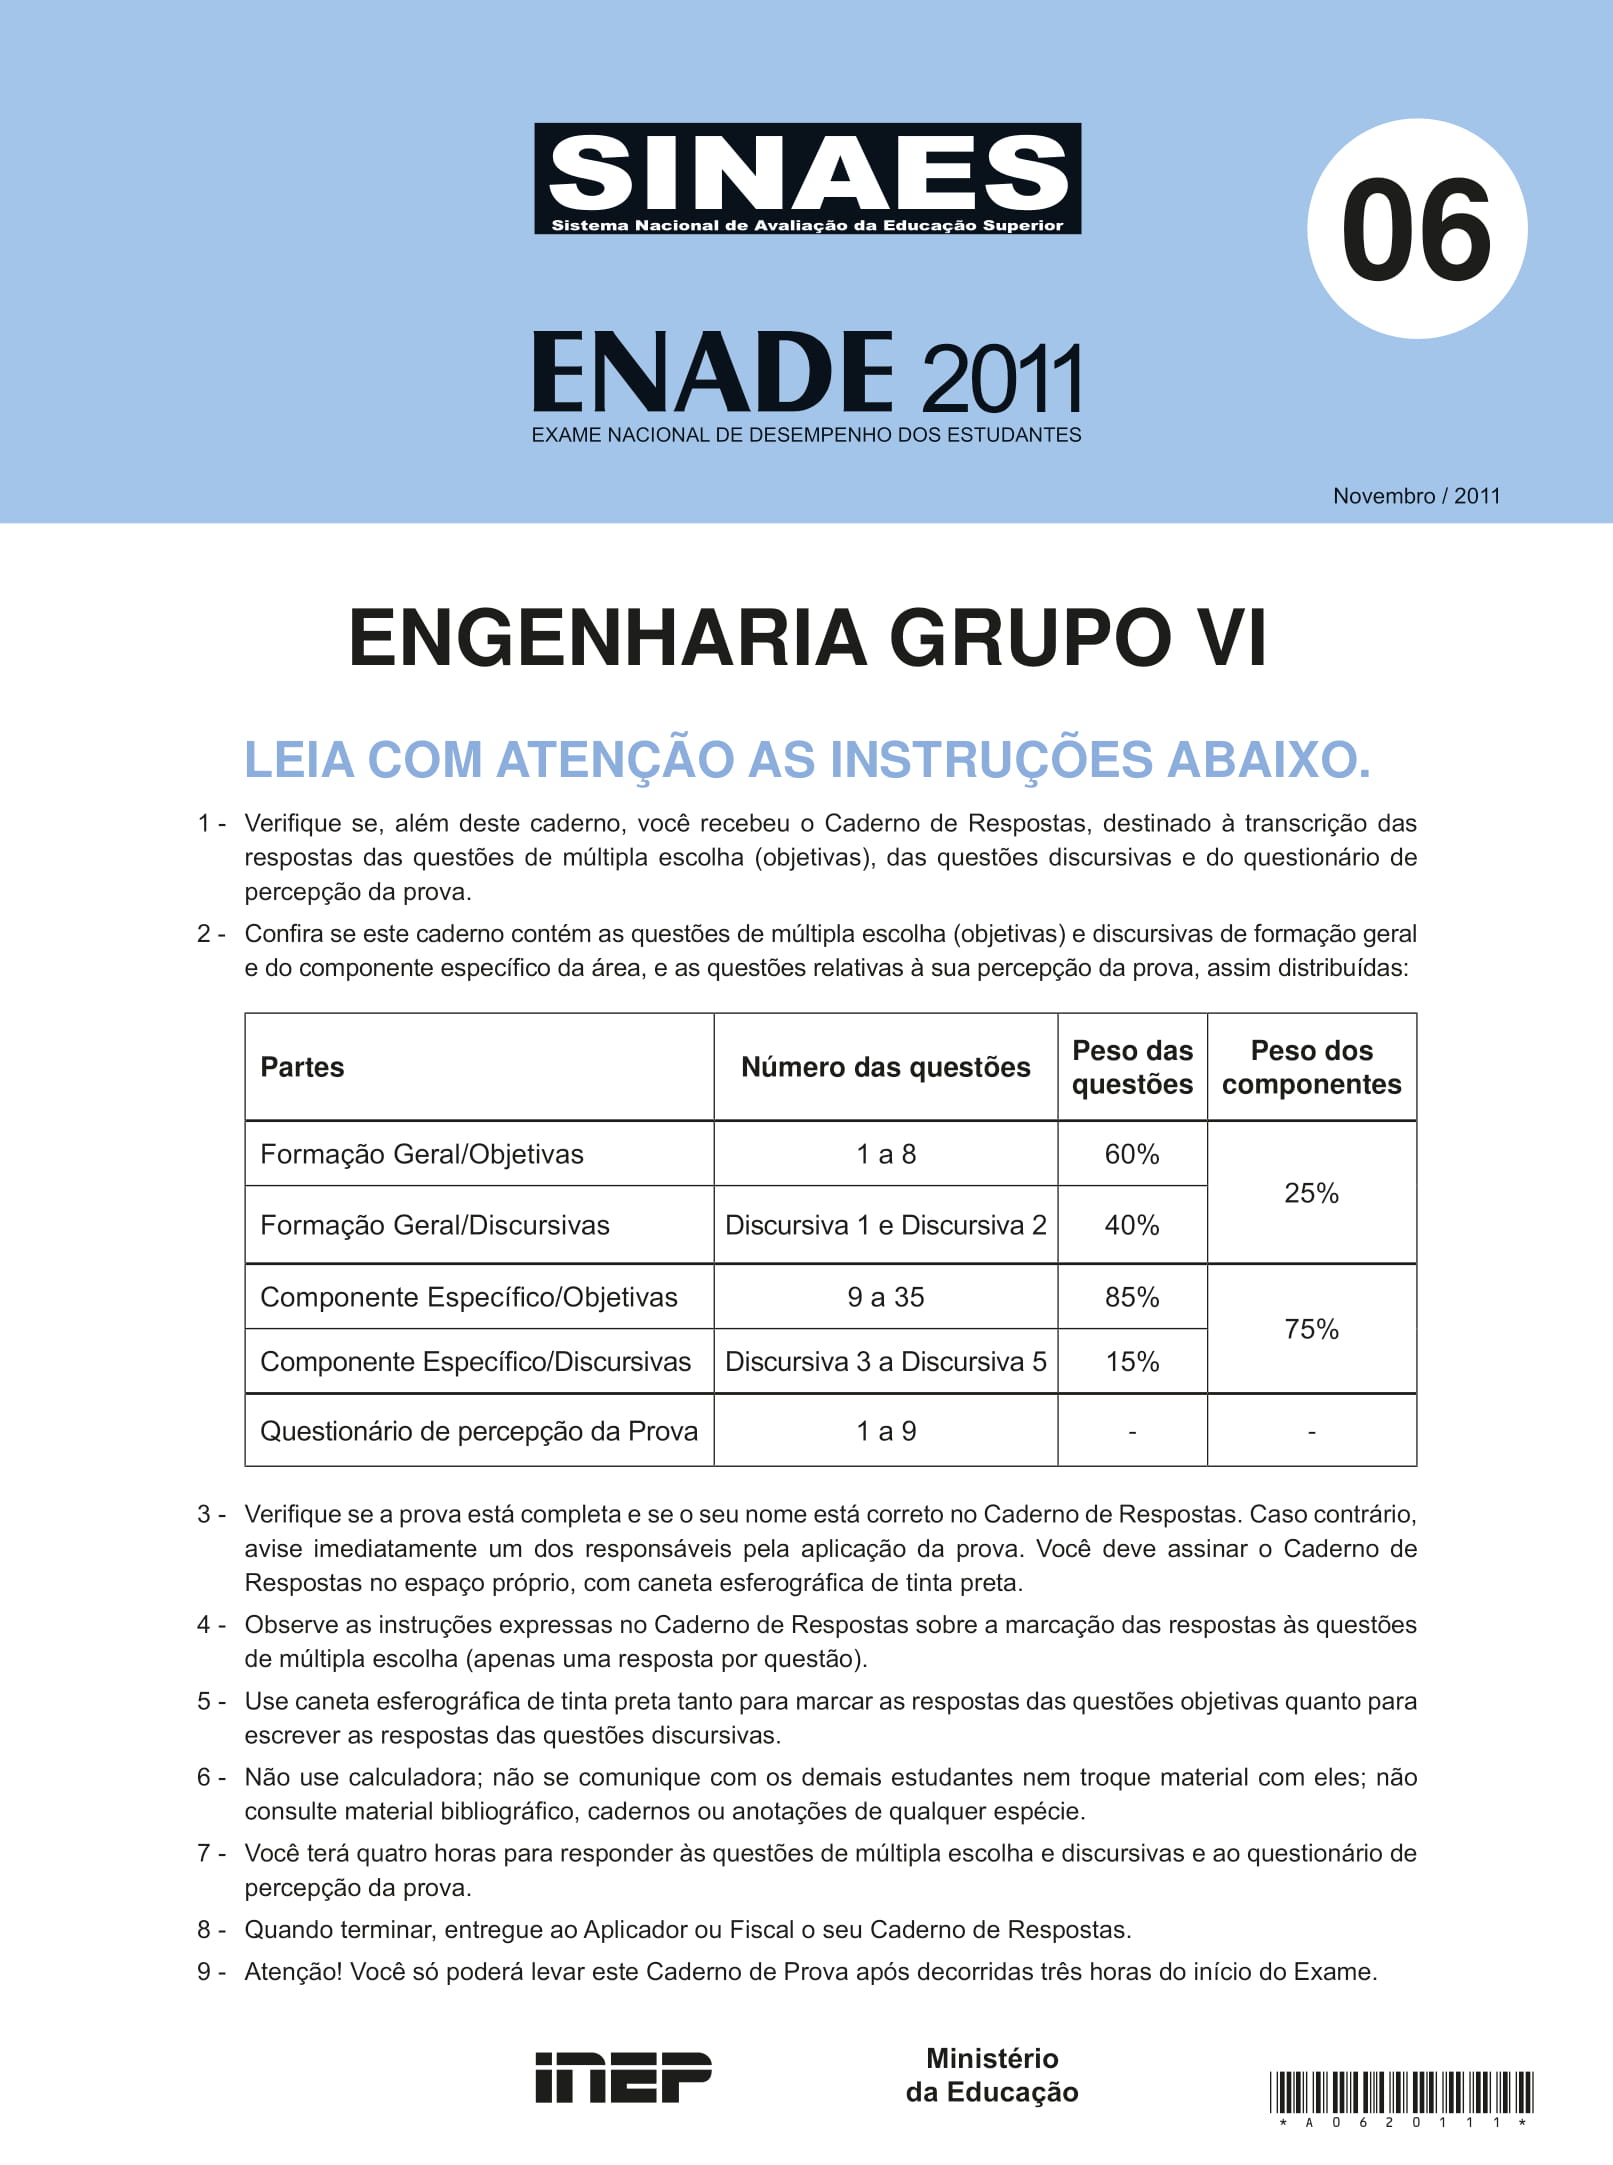 SINAES
Sistema Nacional de Avaliação da Educação Superior
06
ENADE 2011
EXAME NACIONAL DE DESEMPENHO DOS ESTUDANTES
Novembro / 2011
ENGENHARIA GRUPO VI
LEIA COM ATENÇÃO AS INSTRUÇÕES ABAIXO.
1 - Verifique se, além deste caderno, você recebeu o Caderno de Respostas, destinado à transcrição das
respostas das questões de múltipla escolha (objetivas), das questões discursivas e do questionário de
percepção da prova.
2 - Confira se este caderno contém as questões de múltipla escolha (objetivas) e discursivas de formação geral
e do componente específico da área, e as questões relativas à sua percepção da prova, assim distribuídas:
Partes Número das questões Peso das questões Peso dos componentes
Formação Geral/Objetivas 1 a 8 60% 25%
Formação Geral/Discursivas Discursiva 1 e Discursiva 2 40%
Componente Específico/Objetivas 9 a 35 85% 75%
Componente Específico/Discursivas Discursiva 3 a Discursiva 5 15%
Questionário de percepção da Prova 1 a 9 - -
3 - Verifique se a prova está completa e se o seu nome está correto no Caderno de Respostas. Caso contrário,
avise imediatamente um dos responsáveis pela aplicação da prova. Você deve assinar o Caderno de
Respostas no espaço próprio, com caneta esferográfica de tinta preta.
4 - Observe as instruções expressas no Caderno de Respostas sobre a marcação das respostas às questões
de múltipla escolha (apenas uma resposta por questão).
5 - Use caneta esferográfica de tinta preta tanto para marcar as respostas das questões objetivas quanto para
escrever as respostas das questões discursivas.
6 - Não use calculadora; não se comunique com os demais estudantes nem troque material com eles; não
consulte material bibliográfico, cadernos ou anotações de qualquer espécie.
7 - Você terá quatro horas para responder às questões de múltipla escolha e discursivas e ao questionário de
percepção da prova.
8 - Quando terminar, entregue ao Aplicador ou Fiscal o seu Caderno de Respostas.
9 - Atenção! Você só poderá levar este Caderno de Prova após decorridas três horas do início do Exame.
INEP
Ministério
da Educação
* A 0 6 2 0 1 1 1 *